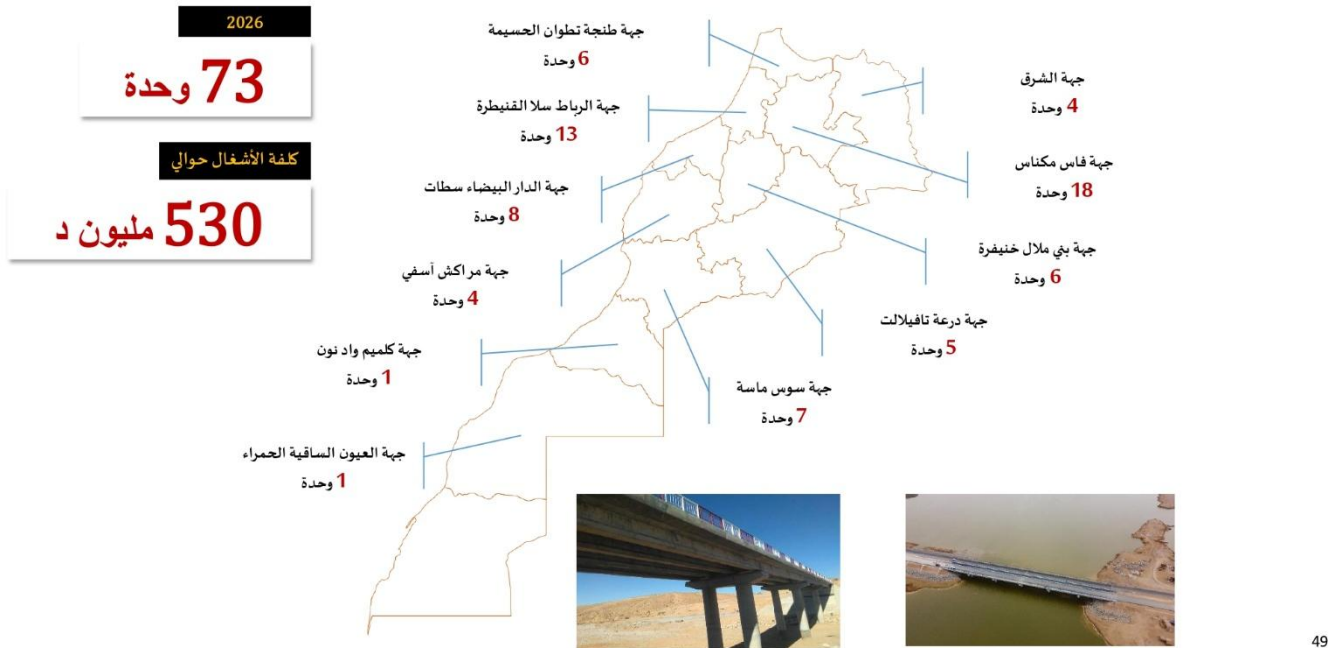 2026
73 وحدة
كلفة الأشغال حوالي
530 مليون د
جهة طنجة تطوان الحسيمة
6 وحدة
جهة الشرق
4 وحدة
جهة الرباط سلا القنيطرة
13 وحدة
جهة فاس مكناس
18 وحدة
جهة الدار البيضاء سطات
8 وحدة
جهة بني ملال خنيفرة
6 وحدة
جهة مراكش أسفي
4 وحدة
جهة درعة تافيلالت
5 وحدة
جهة كلميم واد نون
1 وحدة
جهة سوس ماسة
7 وحدة
جهة العيون الساقية الحمراء
1 وحدة
49